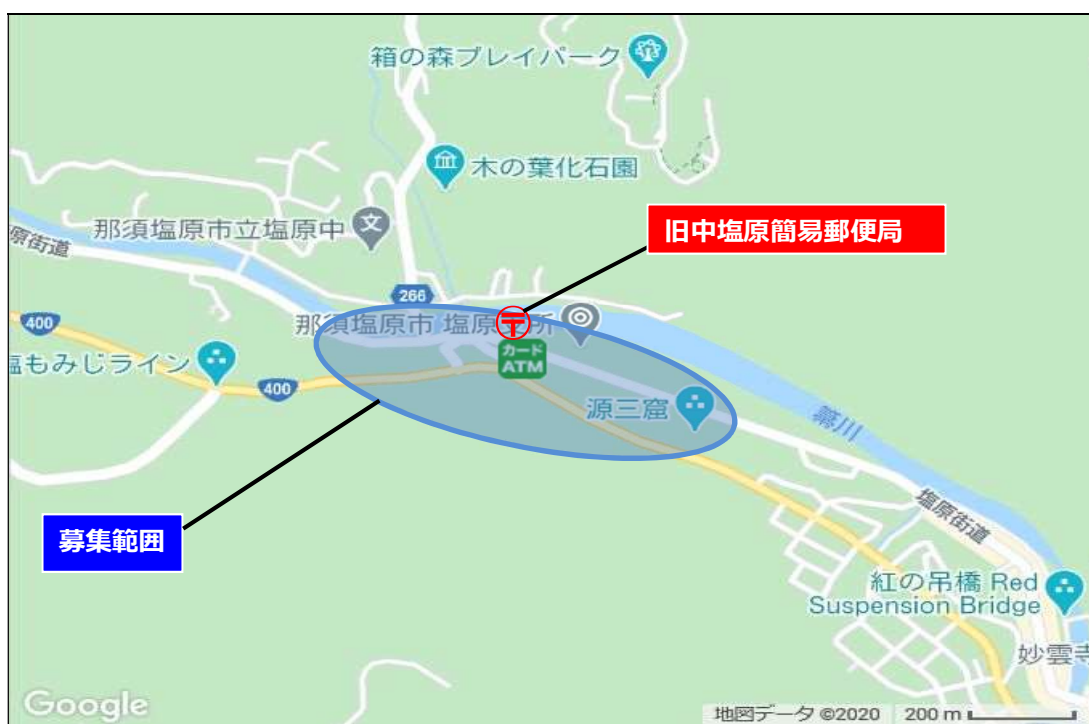 箱の森プレイパーク
木の葉化石園
旧中塩原簡易郵便局
那須塩原市立塩原中
文
原街道
266
400
那須塩原市 塩原支所
カード
ATM
塩もみじライン
400
源三窟
箒川
塩原街道
募集範囲
紅の吊橋 Red
Suspension Bridge
妙雲寺
Google
地図データ ©2020
200 m